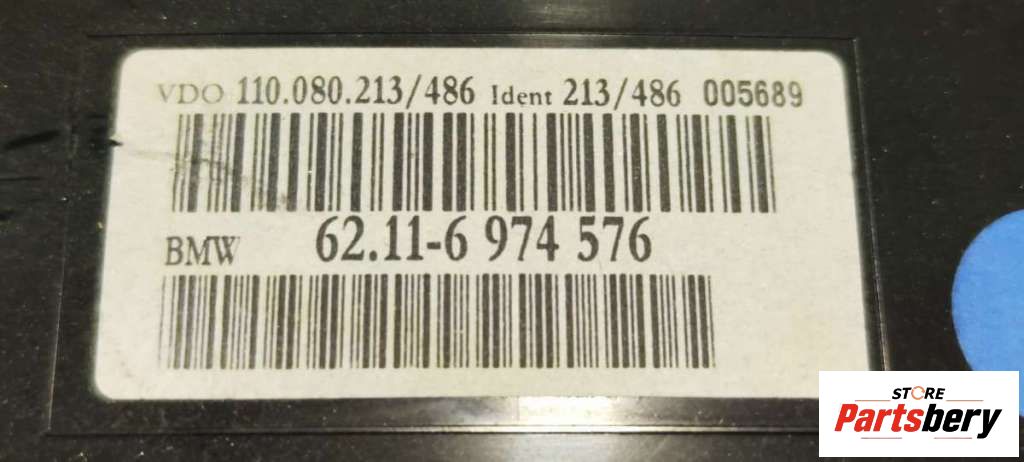 VDO 110.080.213/486 Ident 213/486 005689
BMW 62.11-6 974 576
STORE
Partsbery